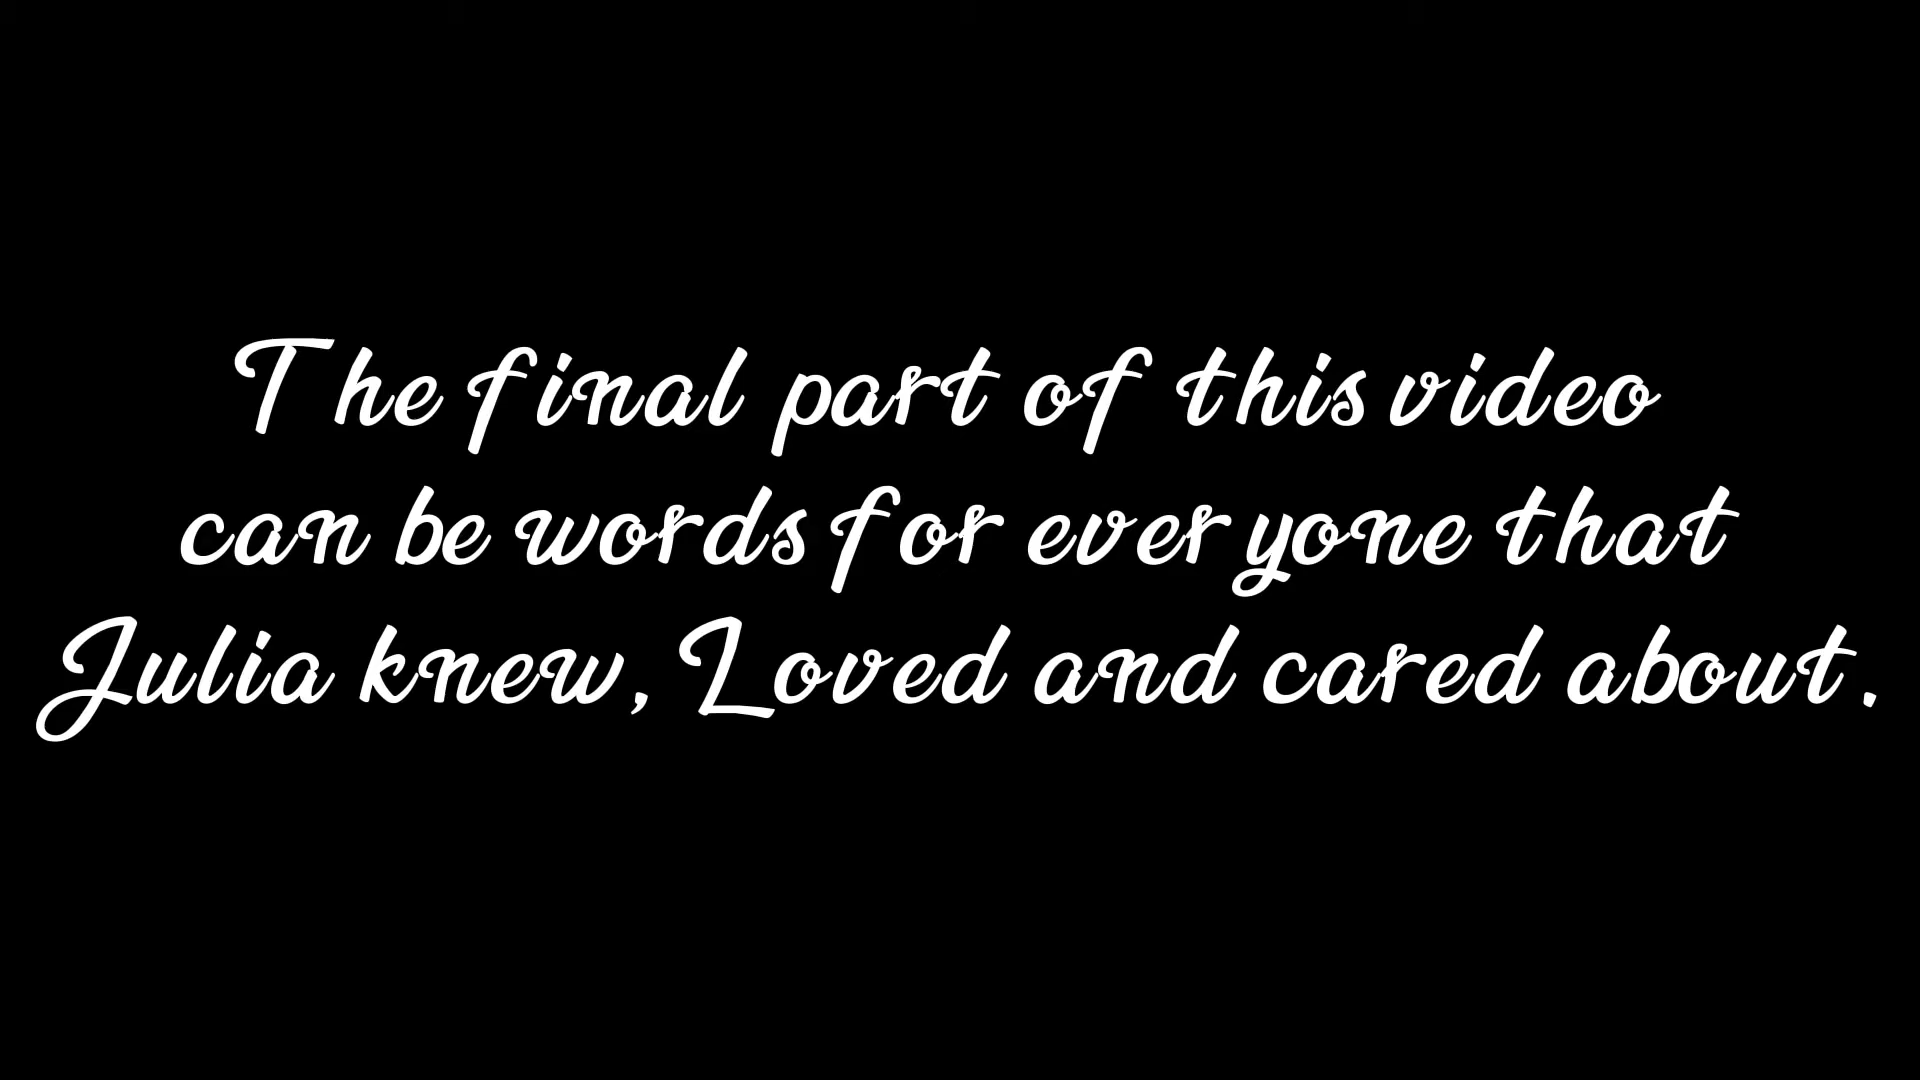 The final part of this video
can be words for everyone that
Julia knew, Loved and cared about.